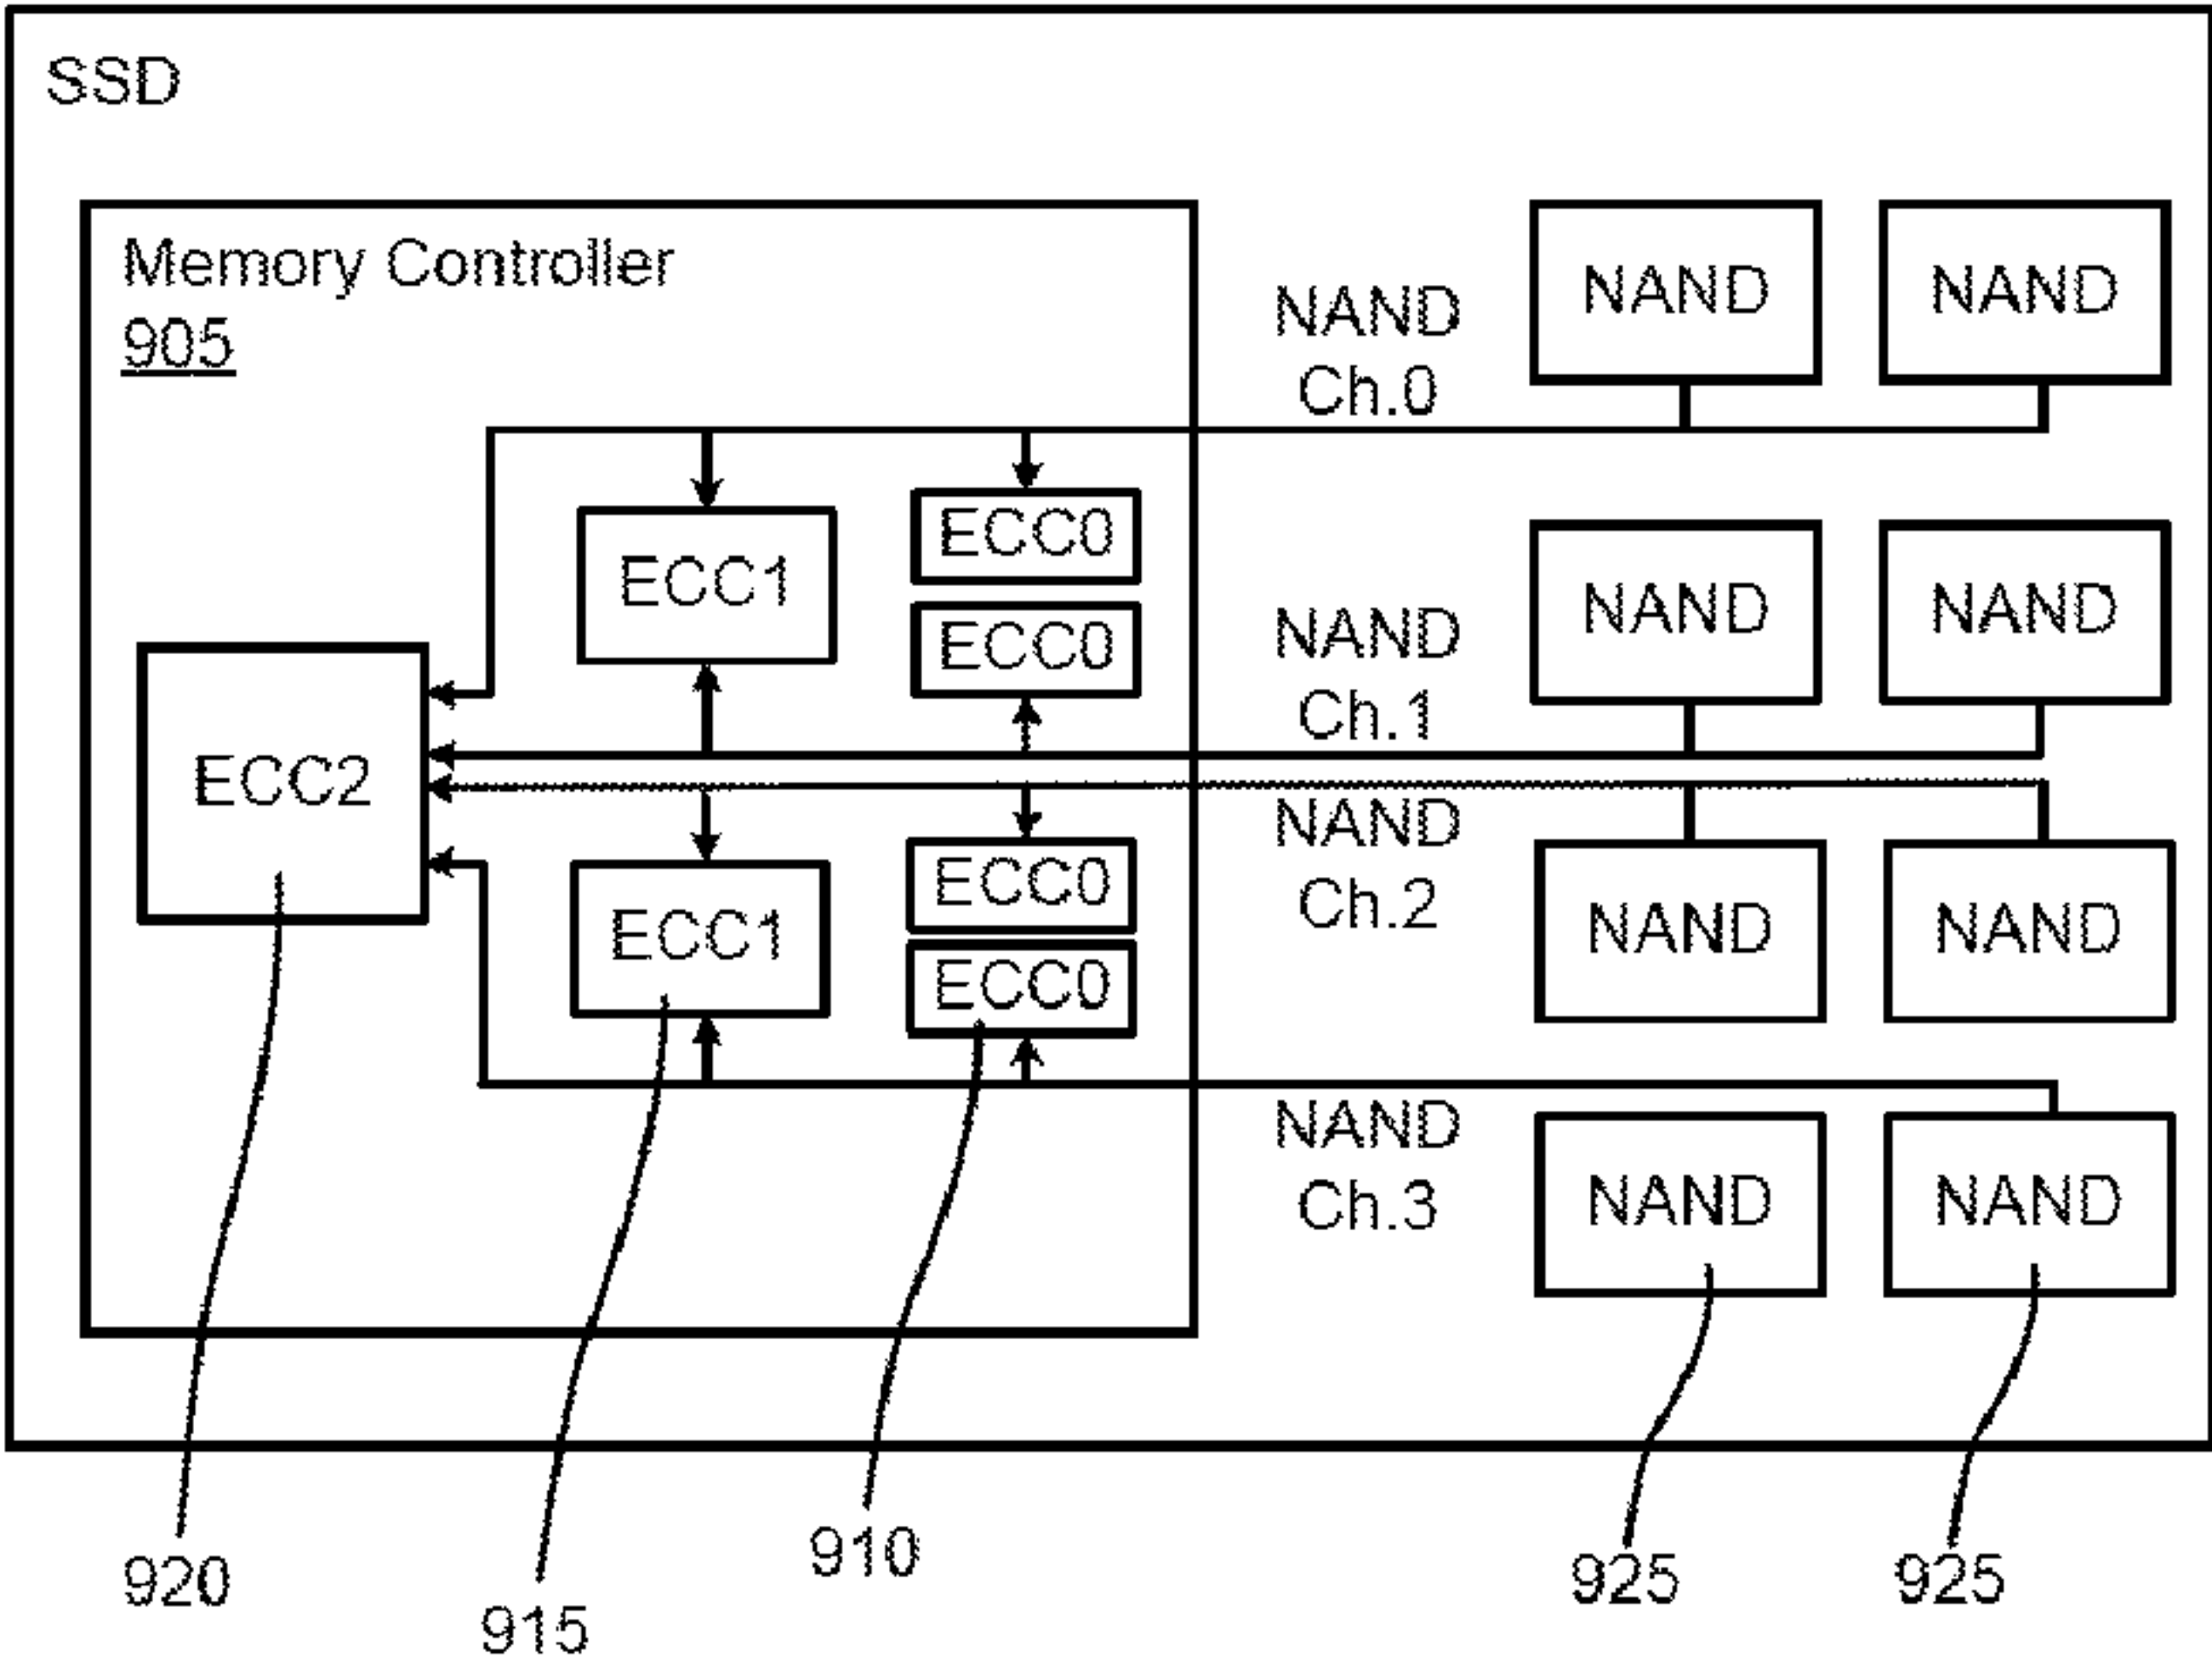 SSD
Memory Controller
905
NAND
Ch.0
NAND
NAND
ECC1
ECC0
ECC0
NAND
Ch.1
NAND
NAND
ECC2
NAND
Ch.2
NAND
NAND
ECC1
ECC0
ECC0
NAND
Ch.3
NAND
NAND
920
915
910
925
925